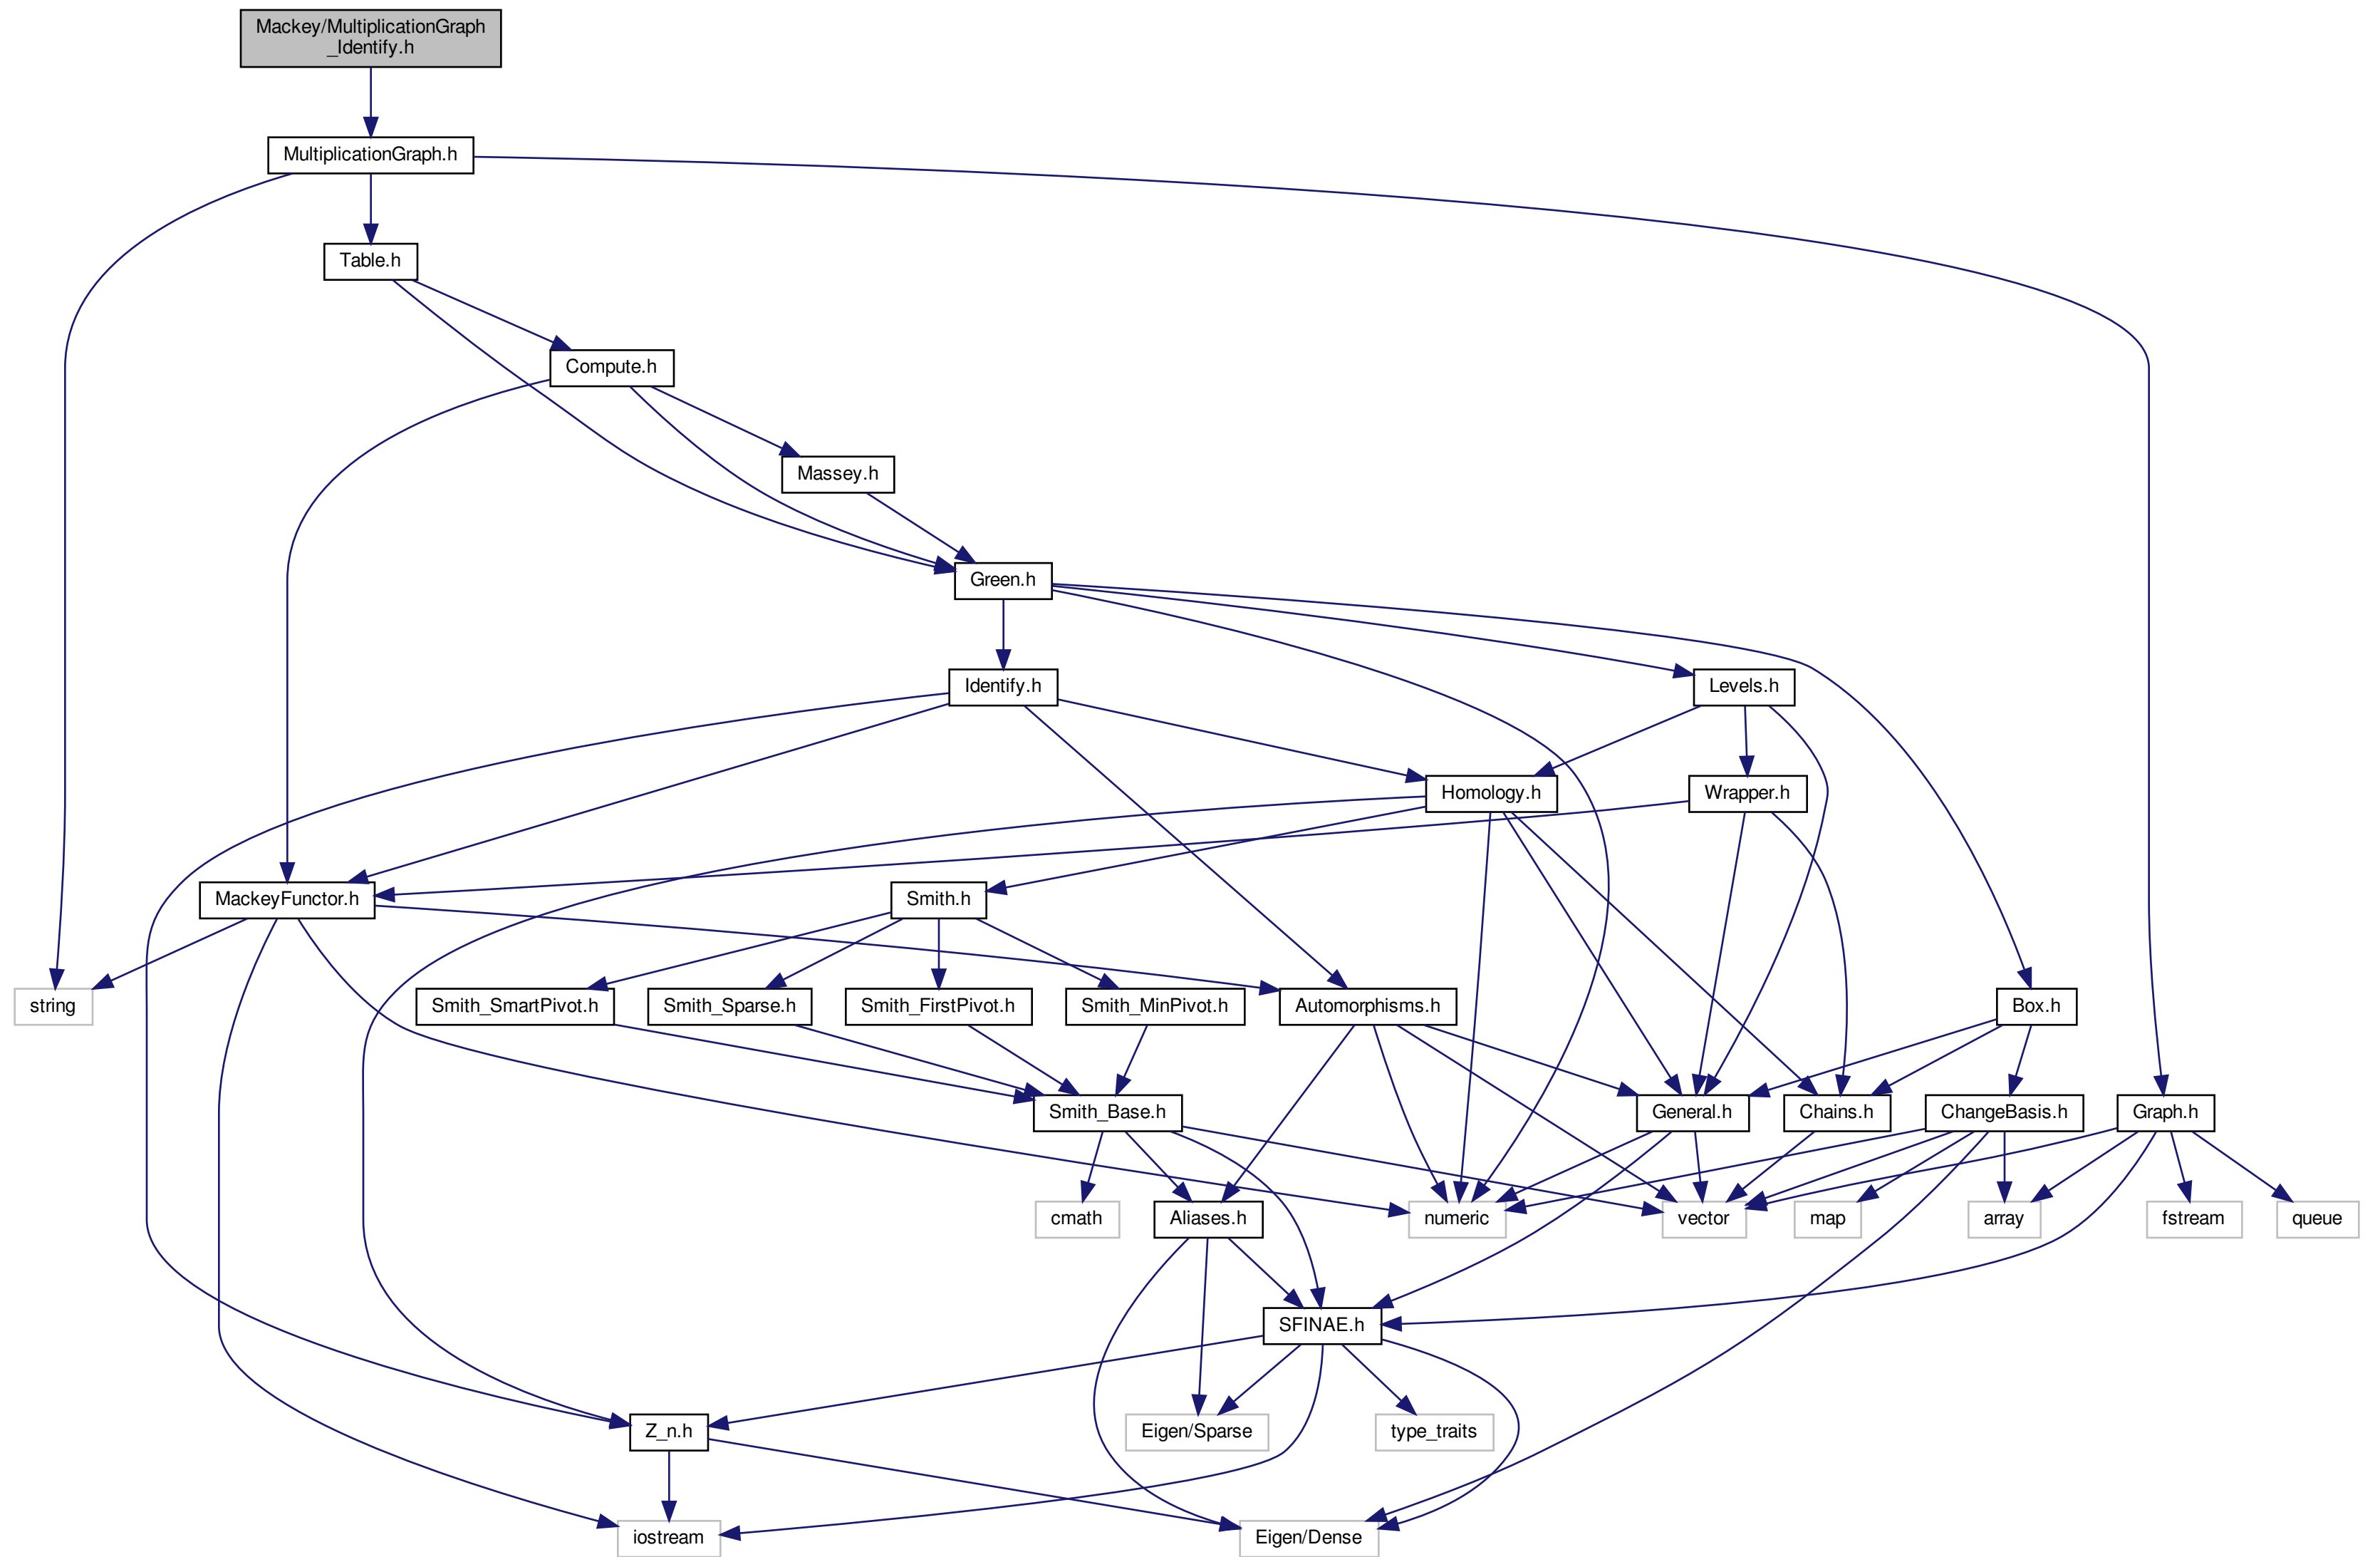 Mackey/MultiplicationGraph
_Identify.h
MultiplicationGraph.h
Table.h
Compute.h
Massey.h
Green.h
Identify.h
Levels.h
Homology.h
Wrapper.h
MackeyFunctor.h
Smith.h
string
Smith_SmartPivot.h
Smith_Sparse.h
Smith_FirstPivot.h
Smith_MinPivot.h
Automorphisms.h
Box.h
Smith_Base.h
General.h
Chains.h
ChangeBasis.h
Graph.h
cmath
Aliases.h
numeric
vector
map
array
fstream
queue
SFINAE.h
Z_n.h
Eigen/Sparse
type_traits
iostream
Eigen/Dense